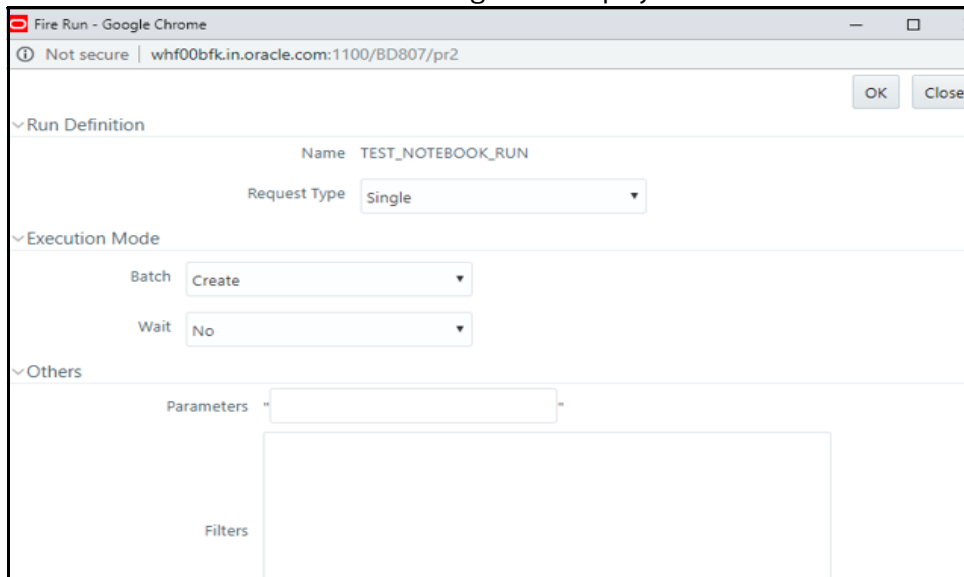 Fire Run - Google Chrome
Not secure | whf00bfk.in.oracle.com:1100/BD807/pr2
OK Close
Run Definition
Name TEST_NOTEBOOK_RUN
Request Type Single
Execution Mode
Batch Create
Wait No
Others
Parameters " "
Filters